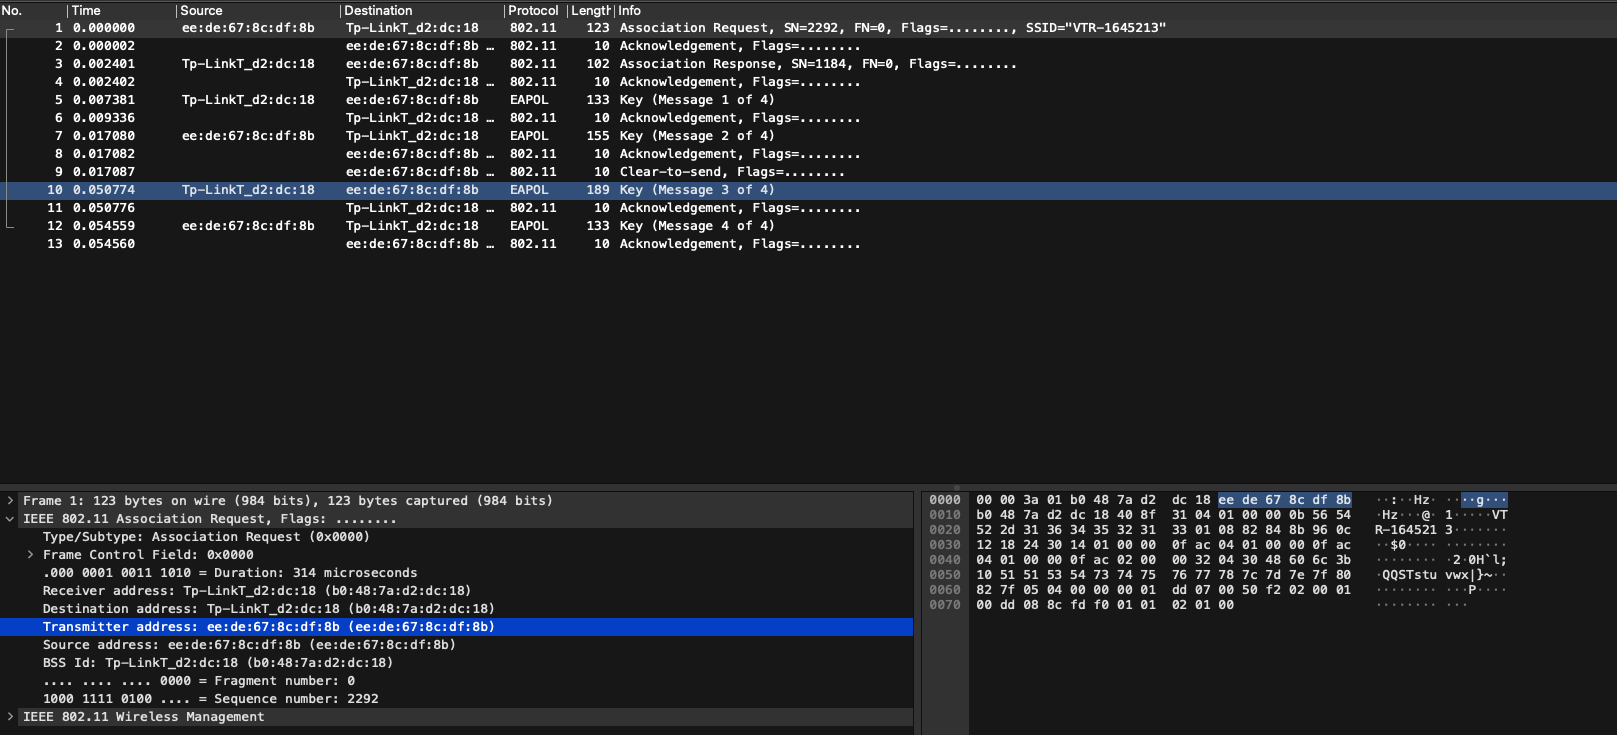 No. Time Source Destination Protocol Length Info
1 0.000000 ee:de:67:8c:df:8b Tp-LinkT_d2:dc:18 802.11 123 Association Request, SN=2292, FN=0, Flags=........, SSID="VTR-1645213"
2 0.000002 ee:de:67:8c:df:8b … 802.11 10 Acknowledgement, Flags=........
3 0.002401 Tp-LinkT_d2:dc:18 ee:de:67:8c:df:8b 802.11 102 Association Response, SN=1184, FN=0, Flags=........
4 0.002402 Tp-LinkT_d2:dc:18 … 802.11 10 Acknowledgement, Flags=........
5 0.007381 Tp-LinkT_d2:dc:18 ee:de:67:8c:df:8b EAPOL 133 Key (Message 1 of 4)
6 0.009336 Tp-LinkT_d2:dc:18 … 802.11 10 Acknowledgement, Flags=........
7 0.017080 ee:de:67:8c:df:8b Tp-LinkT_d2:dc:18 EAPOL 155 Key (Message 2 of 4)
8 0.017082 ee:de:67:8c:df:8b … 802.11 10 Acknowledgement, Flags=........
9 0.017087 ee:de:67:8c:df:8b … 802.11 10 Clear-to-send, Flags=........
10 0.050774 Tp-LinkT_d2:dc:18 ee:de:67:8c:df:8b EAPOL 189 Key (Message 3 of 4)
11 0.050776 Tp-LinkT_d2:dc:18 … 802.11 10 Acknowledgement, Flags=........
12 0.054559 ee:de:67:8c:df:8b Tp-LinkT_d2:dc:18 EAPOL 133 Key (Message 4 of 4)
13 0.054560 ee:de:67:8c:df:8b … 802.11 10 Acknowledgement, Flags=........
Frame 1: 123 bytes on wire (984 bits), 123 bytes captured (984 bits)
IEEE 802.11 Association Request, Flags: ........
Type/Subtype: Association Request (0x0000)
Frame Control Field: 0x0000
.000 0001 0011 1010 = Duration: 314 microseconds
Receiver address: Tp-LinkT_d2:dc:18 (b0:48:7a:d2:dc:18)
Destination address: Tp-LinkT_d2:dc:18 (b0:48:7a:d2:dc:18)
Transmitter address: ee:de:67:8c:df:8b (ee:de:67:8c:df:8b)
Source address: ee:de:67:8c:df:8b (ee:de:67:8c:df:8b)
BSS Id: Tp-LinkT_d2:dc:18 (b0:48:7a:d2:dc:18)
.... .... .... 0000 = Fragment number: 0
1000 1111 0100 .... = Sequence number: 2292
IEEE 802.11 Wireless Management
0000 00 00 3a 01 b0 48 7a d2 dc 18 ee de 67 8c df 8b ··:··Hz· ····g···
0010 b0 48 7a d2 dc 18 40 8f 31 04 01 00 00 0b 56 54 ·Hz···@· 1·····VT
0020 52 2d 31 36 34 35 32 31 33 01 08 82 84 8b 96 0c R-164521 3·······
0030 12 18 24 30 14 01 00 00 0f ac 04 01 00 00 0f ac ··$0···· ········
0040 04 01 00 00 0f ac 02 00 00 32 04 30 48 60 6c 3b ········ ·2·0H`l;
0050 10 51 51 53 54 73 74 75 76 77 78 7c 7d 7e 7f 80 ·QQSTstu vwx|}~··
0060 82 7f 05 04 00 00 00 01 dd 07 00 50 f2 02 00 01 ········ ···P····
0070 00 dd 08 8c fd f0 01 01 02 01 00 ········ ···